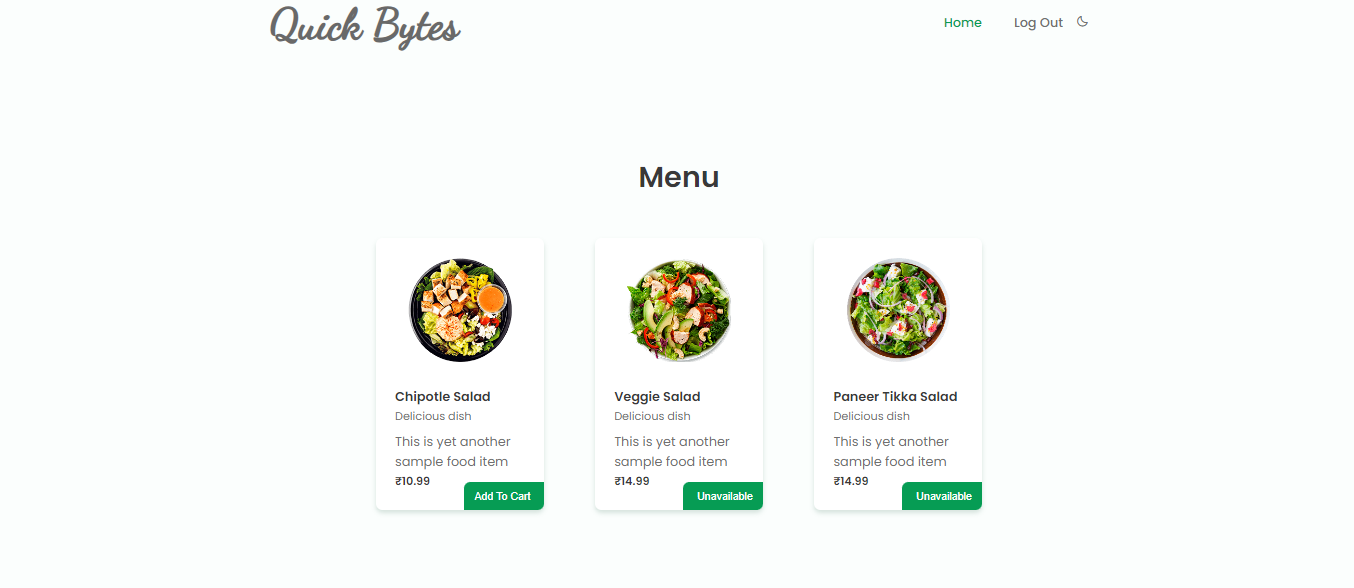 Quick Bytes
Home Log Out
Menu
Chipotle Salad
Delicious dish
This is yet another
sample food item
₹10.99
Add To Cart
Veggie Salad
Delicious dish
This is yet another
sample food item
₹14.99
Unavailable
Paneer Tikka Salad
Delicious dish
This is yet another
sample food item
₹14.99
Unavailable